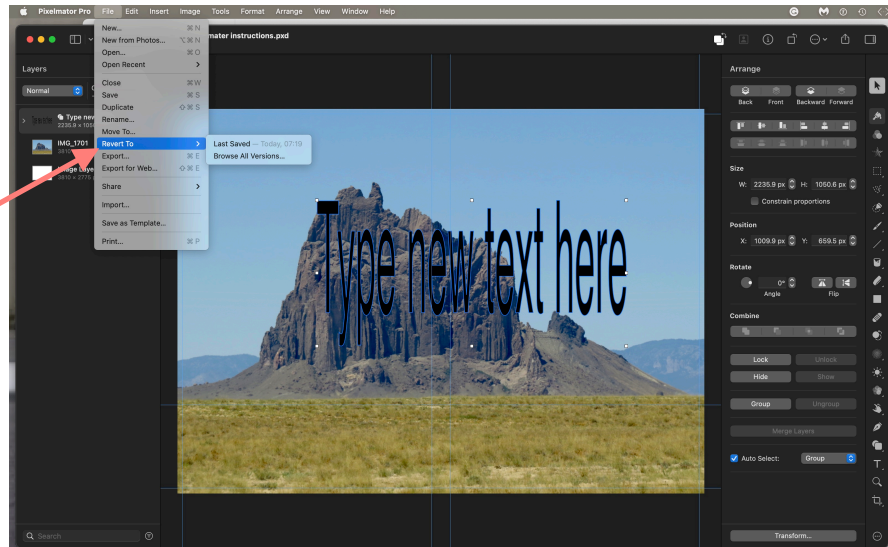 Pixelmator Pro File Edit Insert Image Tools Format Arrange View Window Help
New... ⌘ N
New from Photos... ⌥⌘ N
Open... ⌘ O
Open Recent
Close ⌘ W
Save ⌘ S
Duplicate ⇧⌘ S
Rename...
Move To...
Revert To
Export... ⌘ E
Export for Web... ⇧⌘ E
Share
Import...
Save as Template...
Print... ⌘ P
Last Saved — Today, 07:19
Browse All Versions...
mater instructions.pxd
Layers
Normal
Type new
IMG_1701
Search
Type new text here
Arrange
Back Front Backward Forward
Size
W: 2235.9 px H: 1050.6 px
Constrain proportions
Position
X: 1009.9 px Y: 659.5 px
Rotate
0°
Angle Flip
Combine
Lock Unlock
Hide Show
Group Ungroup
Merge Layers
Auto Select: Group
Transform...